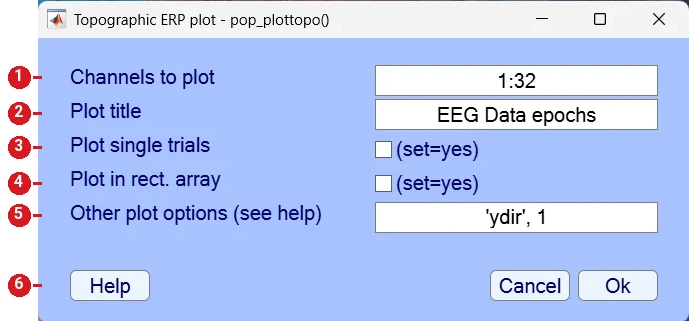 Topographic ERP plot - pop_plottopo()
1 Channels to plot 1:32
2 Plot title EEG Data epochs
3 Plot single trials (set=yes)
4 Plot in rect. array (set=yes)
5 Other plot options (see help) 'ydir', 1
6 Help Cancel Ok